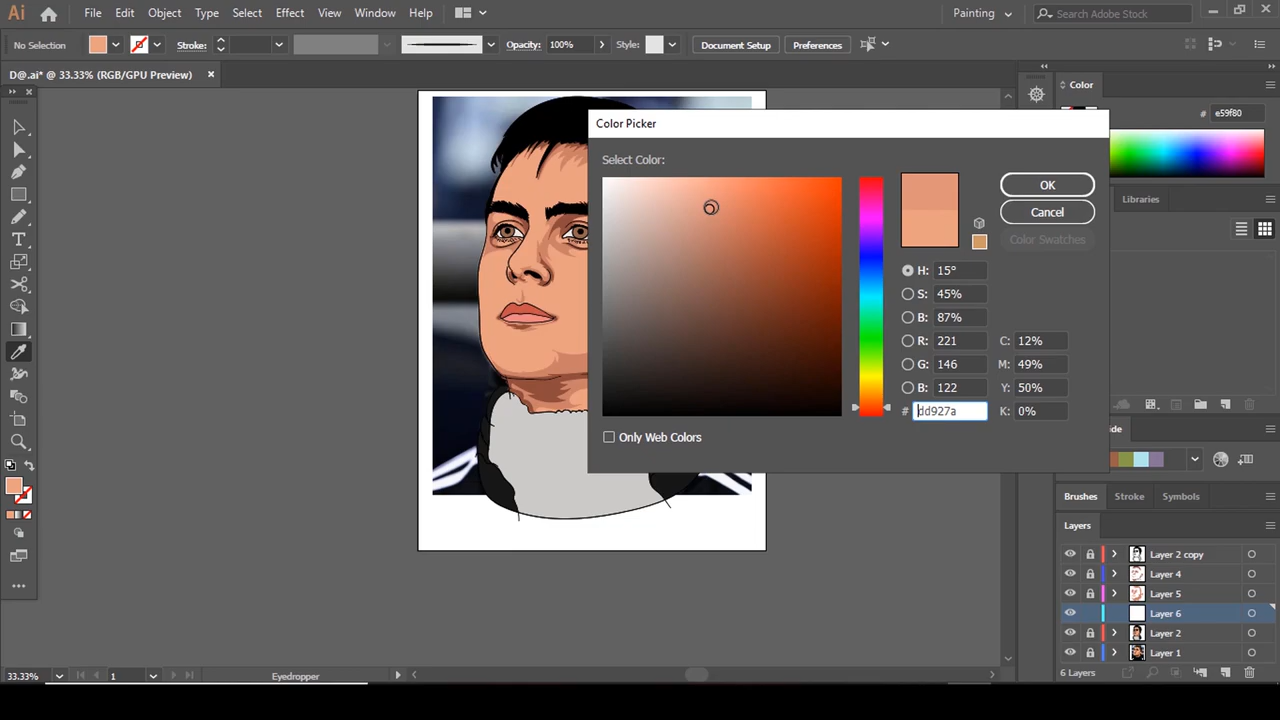 Ai File Edit Object Type Select Effect View Window Help Painting Search Adobe Stock
No Selection Stroke: Opacity: 100% Style: Document Setup Preferences
D@.ai* @ 33.33% (RGB/GPU Preview)
Color
# e59f80
Libraries
Color Picker
Select Color:
OK
Cancel
Color Swatches
H: 15°
S: 45%
B: 87%
R: 221 C: 12%
G: 146 M: 49%
B: 122 Y: 50%
# dd927a K: 0%
Only Web Colors
ide
Brushes Stroke Symbols
Layers
Layer 2 copy
Layer 4
Layer 5
Layer 6
Layer 2
Layer 1
6 Layers
33.33% 1 Eyedropper